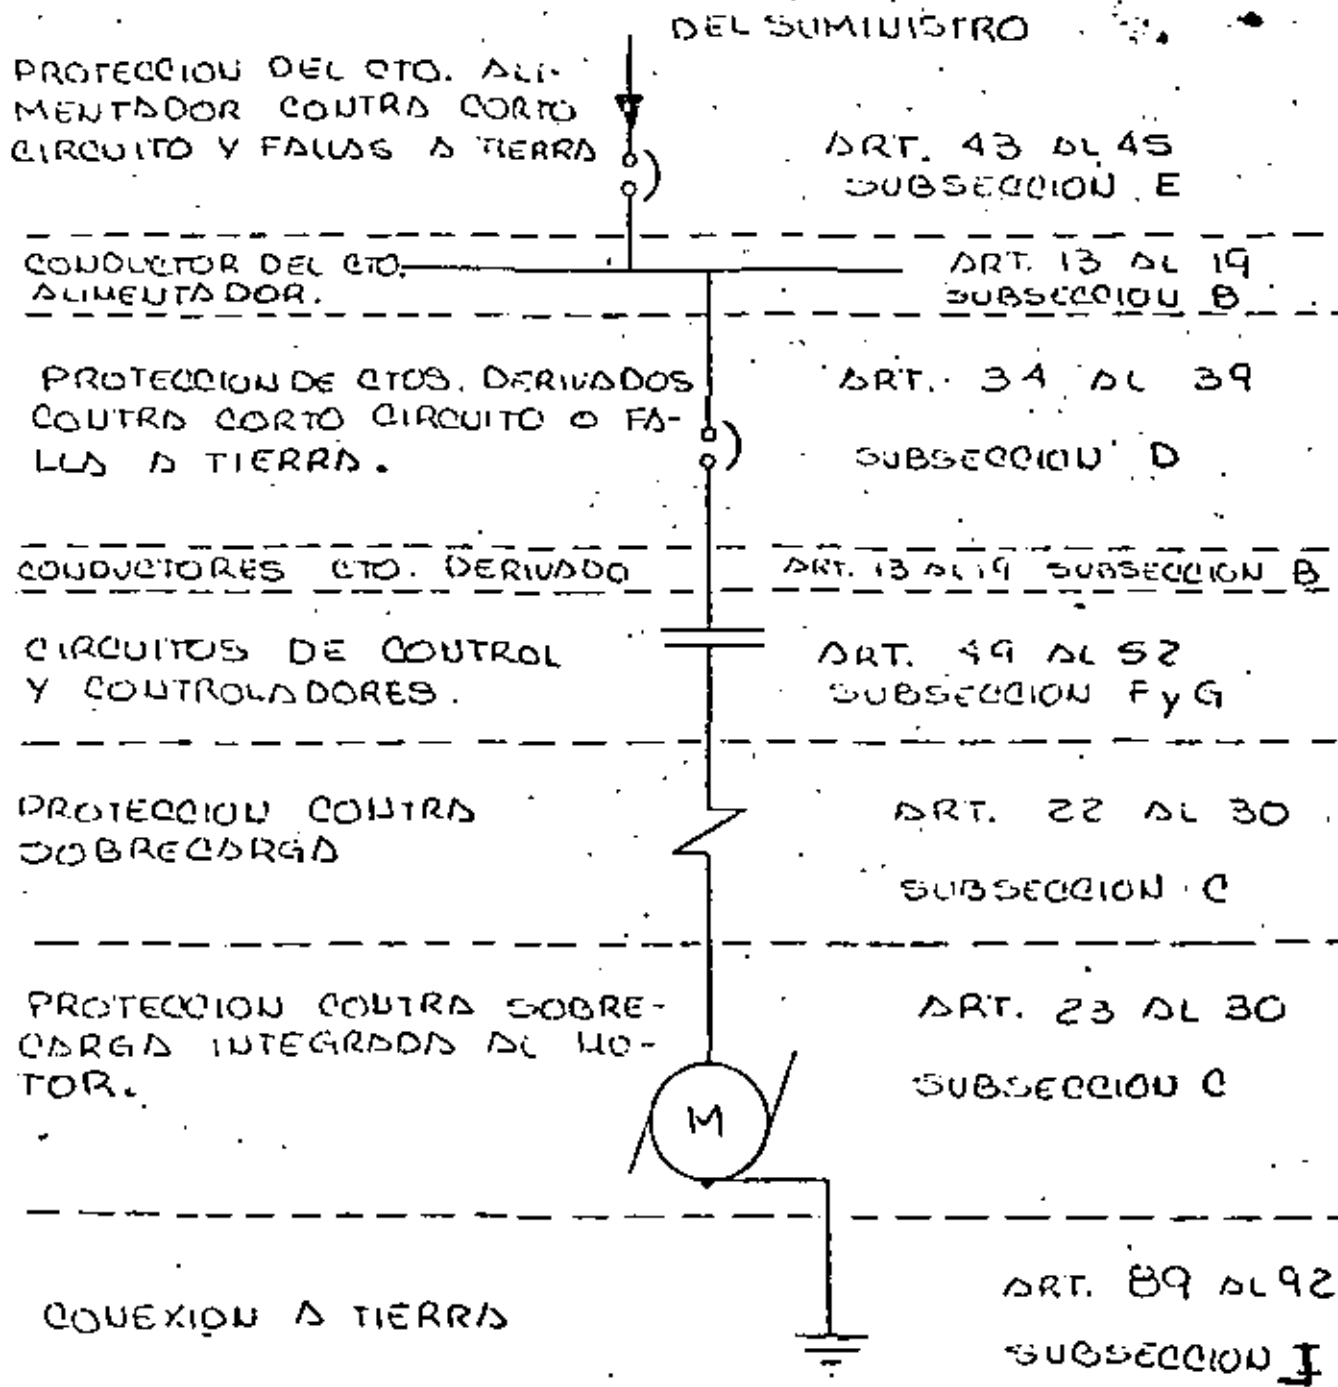 DEL SUMINISTRO
PROTECCION DEL CTO. ALI-
MENTADOR CONTRA CORTO
CIRCUITO Y FALLAS A TIERRA
ART. 43 AL 45
SUBSECCION E
CONDUCTOR DEL CTO.
ALIMENTADOR.
ART. 13 AL 19
SUBSECCION B
PROTECCION DE CTOS. DERIVADOS
CONTRA CORTO CIRCUITO O FA-
LLA A TIERRA.
ART. 34 AL 39
SUBSECCION D
CONDUCTORES CTO. DERIVADO
ART. 13 AL 19 SUBSECCION B
CIRCUITOS DE CONTROL
Y CONTROLADORES.
ART. 49 AL 52
SUBSECCION F y G
PROTECCION CONTRA
SOBRECARGA
ART. 22 AL 30
SUBSECCION C
PROTECCION CONTRA SOBRE-
CARGA INTEGRADA AL MO-
TOR.
ART. 23 AL 30
SUBSECCION C
M
CONEXION A TIERRA
ART. 89 AL 92
SUBSECCION I